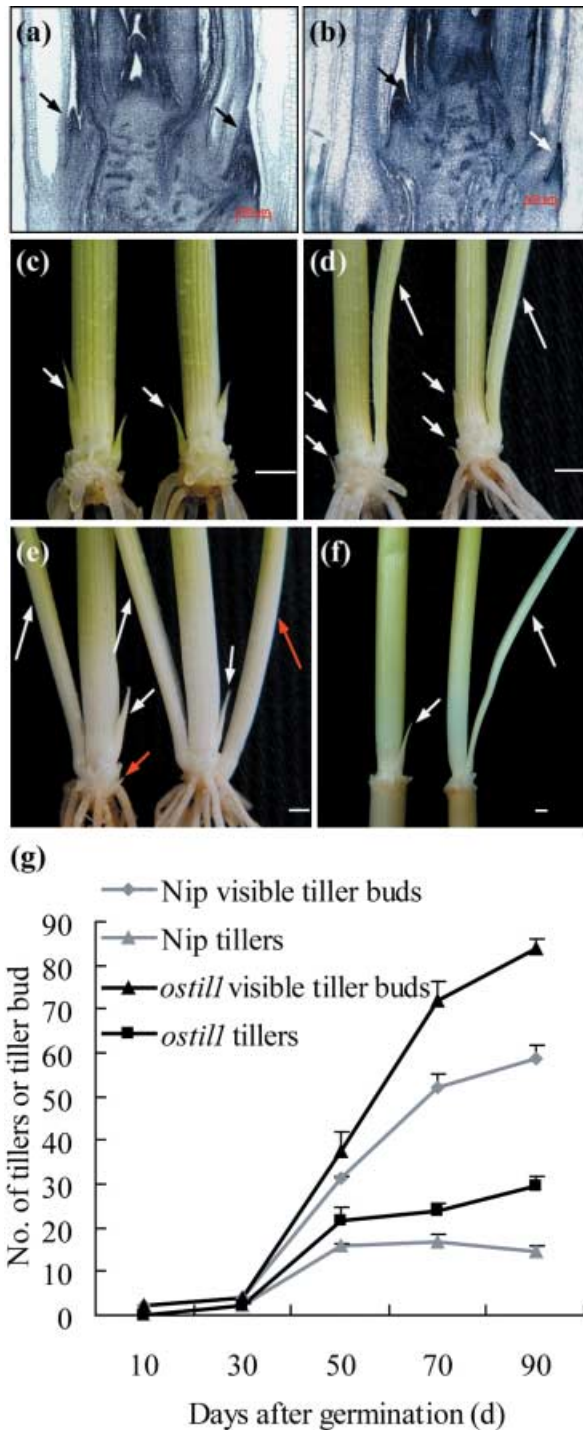 (a)
(b)
(c)
(d)
(e)
(f)
(g)
Nip visible tiller buds
Nip tillers
ostil1 visible tiller buds
ostil1 tillers
No. of tillers or tiller bud
90
80
70
60
50
40
30
20
10
0
10 30 50 70 90
Days after germination (d)